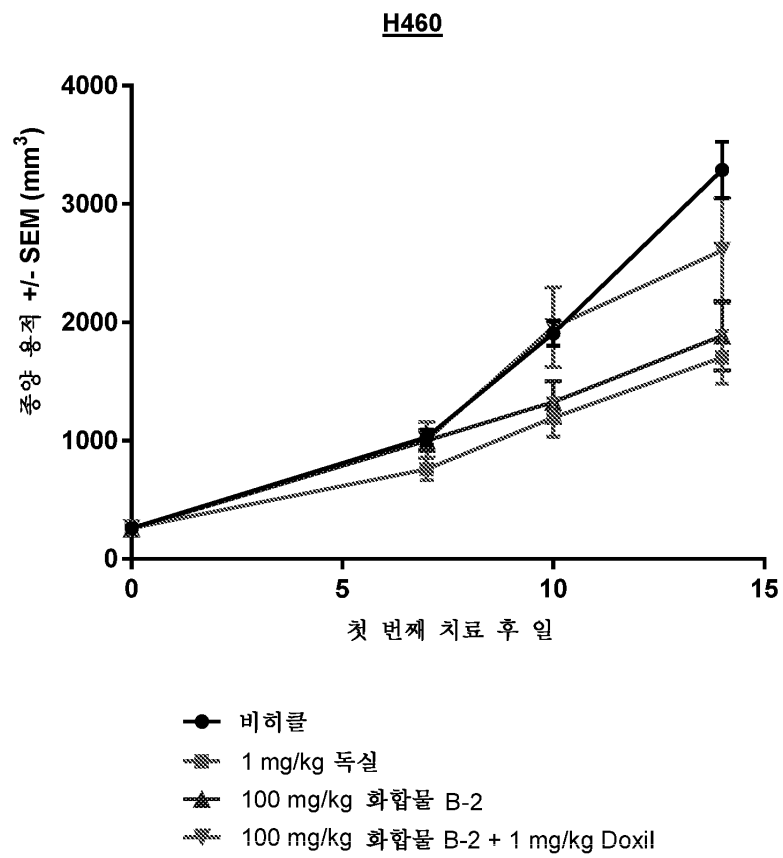 H460
종양 용적 +/- SEM (mm³)
4000
3000
2000
1000
0
0 5 10 15
첫 번째 치료 후 일
비히클
1 mg/kg 독실
100 mg/kg 화합물 B-2
100 mg/kg 화합물 B-2 + 1 mg/kg Doxil